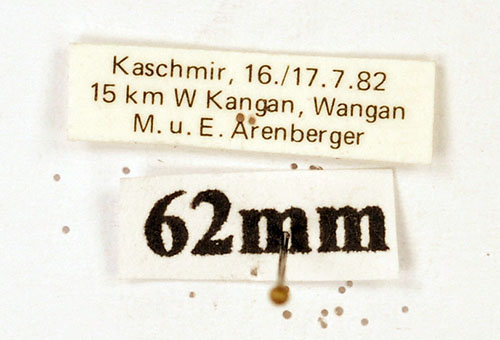 Kaschmir, 16./17.7.82
15 km W Kangan, Wangan
M. u. E. Arenberger
62mm